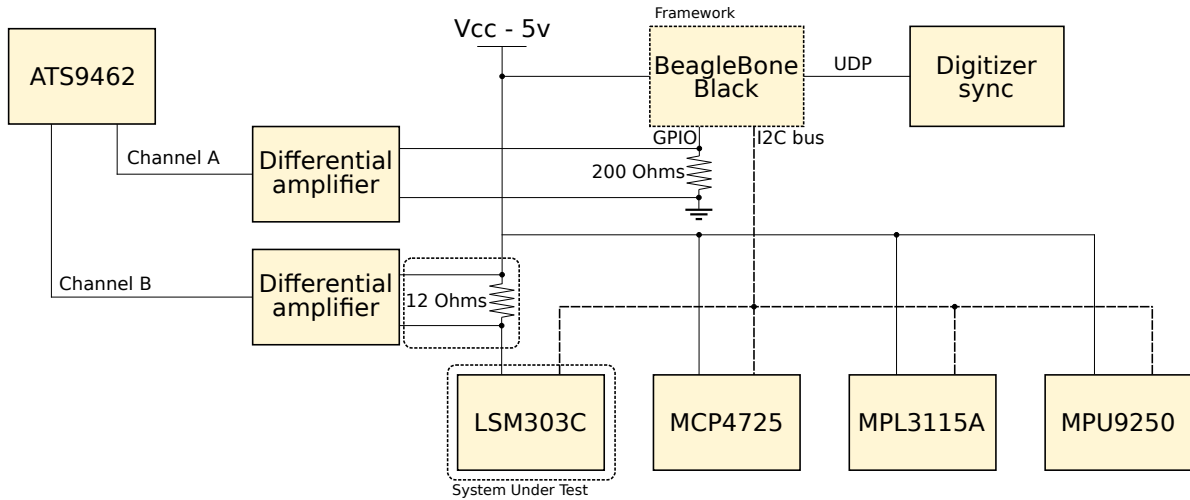 Framework
Vcc - 5v
ATS9462
BeagleBone
Black
UDP
Digitizer
sync
GPIO
I2C bus
Channel A
Differential
amplifier
200 Ohms
Channel B
Differential
amplifier
12 Ohms
LSM303C
MCP4725
MPL3115A
MPU9250
System Under Test